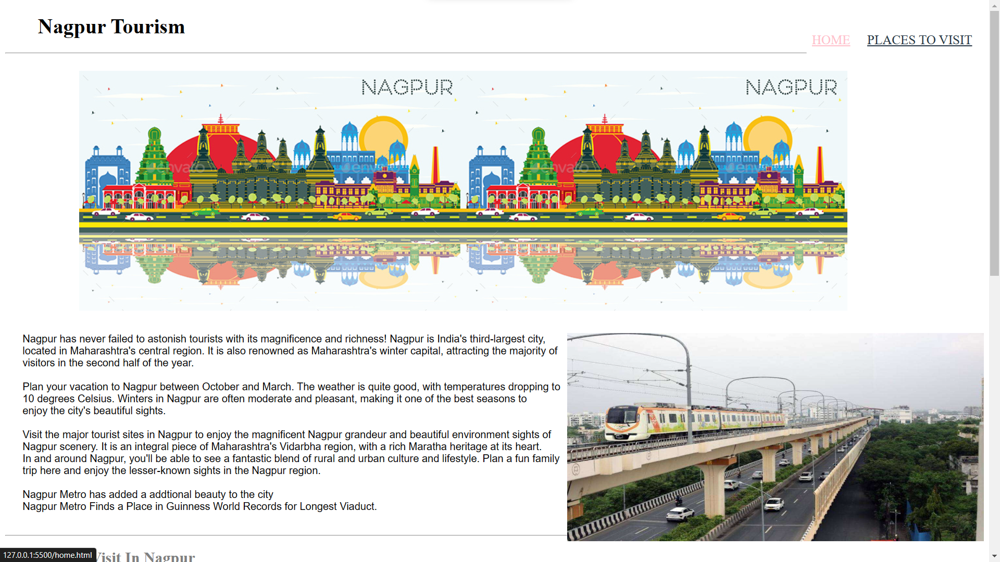 Nagpur Tourism
HOME PLACES TO VISIT
NAGPUR NAGPUR
envato envato envato envato
Nagpur has never failed to astonish tourists with its magnificence and richness! Nagpur is India's third-largest city,
located in Maharashtra's central region. It is also renowned as Maharashtra's winter capital, attracting the majority of
visitors in the second half of the year.
Plan your vacation to Nagpur between October and March. The weather is quite good, with temperatures dropping to
10 degrees Celsius. Winters in Nagpur are often moderate and pleasant, making it one of the best seasons to
enjoy the city's beautiful sights.
Visit the major tourist sites in Nagpur to enjoy the magnificent Nagpur grandeur and beautiful environment sights of
Nagpur scenery. It is an integral piece of Maharashtra's Vidarbha region, with a rich Maratha heritage at its heart.
In and around Nagpur, you'll be able to see a fantastic blend of rural and urban culture and lifestyle. Plan a fun family
trip here and enjoy the lesser-known sights in the Nagpur region.
Nagpur Metro has added a addtional beauty to the city
Nagpur Metro Finds a Place in Guinness World Records for Longest Viaduct.
Visit In Nagpur
127.0.0.1:5500/home.html